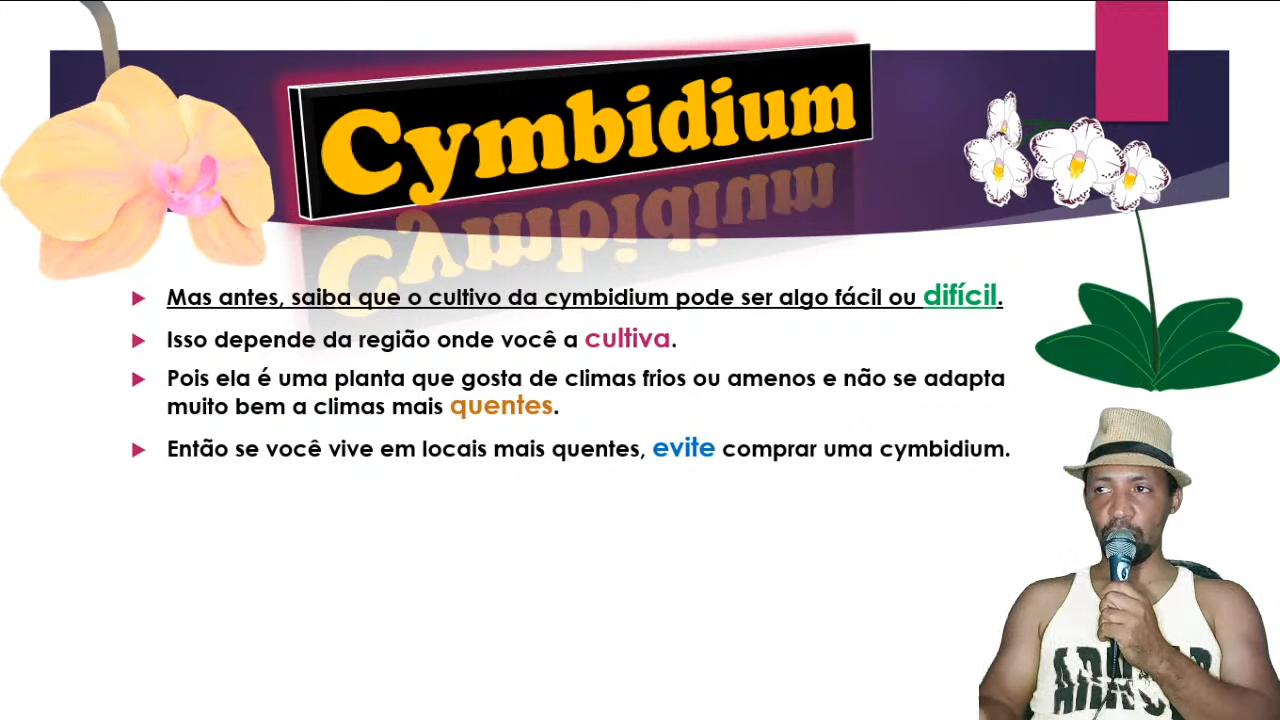 Cymbidium
Mas antes, saiba que o cultivo da cymbidium pode ser algo fácil ou difícil.
Isso depende da região onde você a cultiva.
Pois ela é uma planta que gosta de climas frios ou amenos e não se adapta
muito bem a climas mais quentes.
Então se você vive em locais mais quentes, evite comprar uma cymbidium.